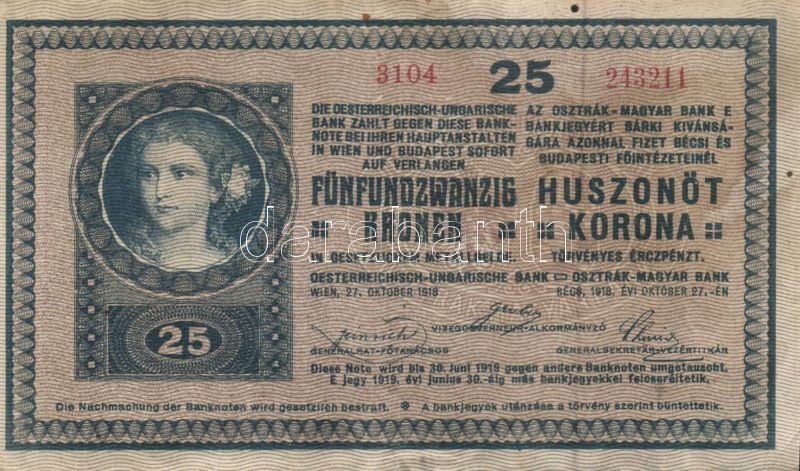 3104 25 243211
DIE OESTERREICHISCH-UNGARISCHE
BANK ZAHLT GEGEN DIESE BANK-
NOTE BEI IHREN HAUPTANSTALTEN
IN WIEN UND BUDAPEST SOFORT
AUF VERLANGEN
FÜNFUNDZWANZIG
KRONEN
IN GESETZLICHEM METALLGELDE.
AZ OSZTRÁK-MAGYAR BANK E
BANKJEGYÉRT BÁRKI KIVÁNSÁ-
GÁRA AZONNAL FIZET BÉCSI ÉS
BUDAPESTI FŐINTÉZETEINÉL
HUSZONÖT
KORONA
TÖRVÉNYES ÉRCZPÉNZT.
darabanth
OESTERREICHISCH-UNGARISCHE BANK OSZTRÁK-MAGYAR BANK
WIEN, 27. OKTOBER 1918 BÉCS, 1918. ÉVI OKTOBER 27.-ÉN
VIZEGOUVERNEUR-ALKORMÁNYZÓ
GENERALRAT-FŐTANÁCSOS GENERALSEKRETÄR-VEZÉRTITKÁR
25
Diese Note wird bis 30. Juni 1919 gegen andere Banknoten umgetauscht.
E jegy 1919. évi junius 30.-áig más bankjegyekkel felcseréltetik.
Die Nachmachung der Banknoten wird gesetzlich bestraft. A bankjegyek utánzása a törvény szerint büntettetik.